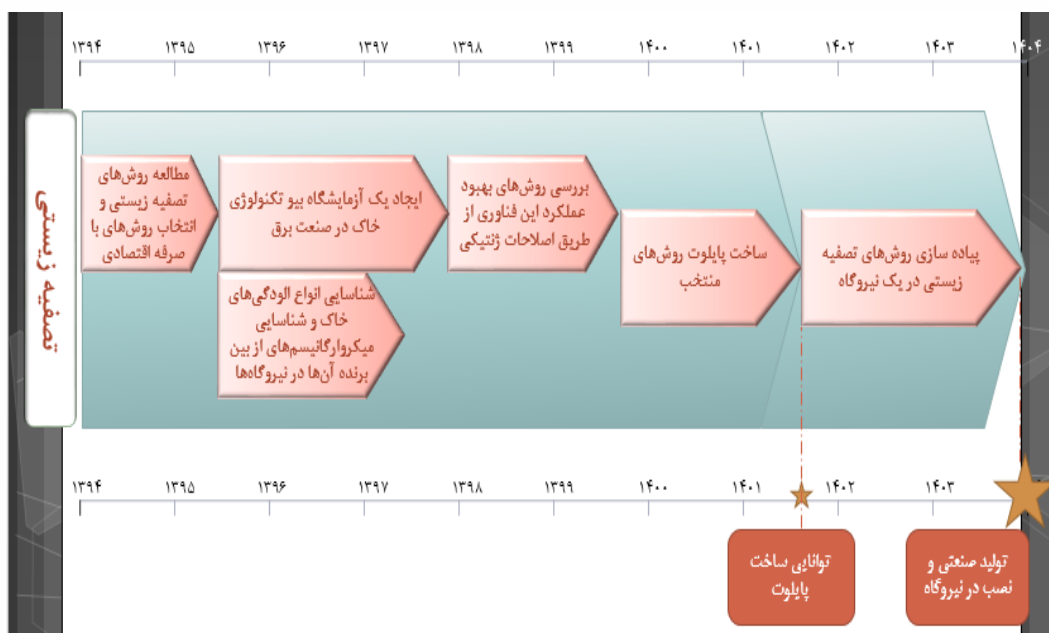 ۱۳۹۴ ۱۳۹۵ ۱۳۹۶ ۱۳۹۷ ۱۳۹۸ ۱۳۹۹ ۱۴۰۰ ۱۴۰۱ ۱۴۰۲ ۱۴۰۳ ۱۴۰۴
تصفیه زیستی
مطالعه روش‌های
تصفیه زیستی و
انتخاب روش‌های با
صرفه اقتصادی
ایجاد یک آزمایشگاه بیو تکنولوژی
خاک در صنعت برق
شناسایی انواع الودگی‌های
خاک و شناسایی
میکروارگانیسم‌های از بین
برنده آن‌ها در نیروگاه‌ها
بررسی روش‌های بهبود
عملکرد این فناوری از
طریق اصلاحات ژنتیکی
ساخت پایلوت روش‌های
منتخب
پیاده سازی روش‌های تصفیه
زیستی در یک نیروگاه
۱۳۹۴ ۱۳۹۵ ۱۳۹۶ ۱۳۹۷ ۱۳۹۸ ۱۳۹۹ ۱۴۰۰ ۱۴۰۱ ۱۴۰۲ ۱۴۰۳
توانایی ساخت
پایلوت
تولید صنعتی و
نصب در نیروگاه